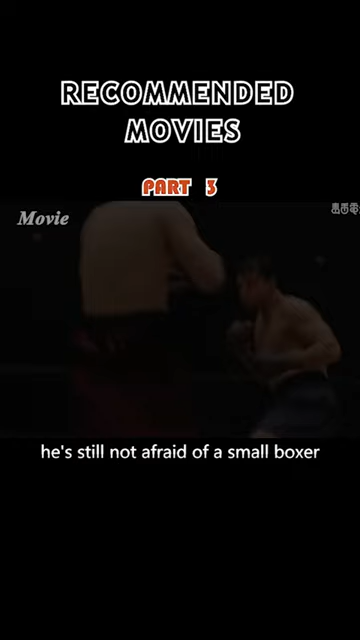 RECOMMENDED
MOVIES
PART 3
Movie
he's still not afraid of a small boxer